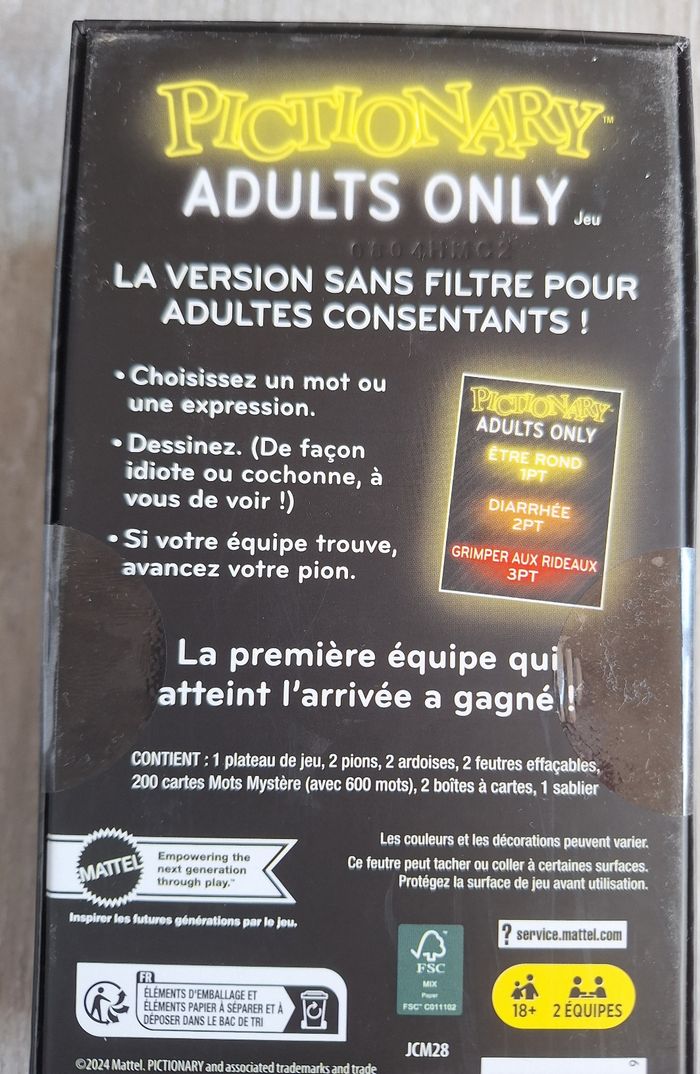 PICTIONARY™
ADULTS ONLY Jeu
0804HMC2
LA VERSION SANS FILTRE POUR
ADULTES CONSENTANTS !
• Choisissez un mot ou
une expression.
• Dessinez. (De façon
idiote ou cochonne, à
vous de voir !)
• Si votre équipe trouve,
avancez votre pion.
PICTIONARY
ADULTS ONLY
ÊTRE ROND
1PT
DIARRHÉE
2PT
GRIMPER AUX RIDEAUX
3PT
La première équipe qui
atteint l'arrivée a gagné !
CONTIENT : 1 plateau de jeu, 2 pions, 2 ardoises, 2 feutres effaçables,
200 cartes Mots Mystère (avec 600 mots), 2 boîtes à cartes, 1 sablier
Les couleurs et les décorations peuvent varier.
Ce feutre peut tacher ou coller à certaines surfaces.
Protégez la surface de jeu avant utilisation.
MATTEL
Empowering the
next generation
through play.™
Inspirer les futures générations par le jeu.
FSC
MIX
Paper
FSC™ C011102
? service.mattel.com
18+ 2 ÉQUIPES
FR
ÉLÉMENTS D'EMBALLAGE ET
ÉLÉMENTS PAPIER À SÉPARER ET À
DÉPOSER DANS LE BAC DE TRI
JCM28
©2024 Mattel. PICTIONARY and associated trademarks and trade